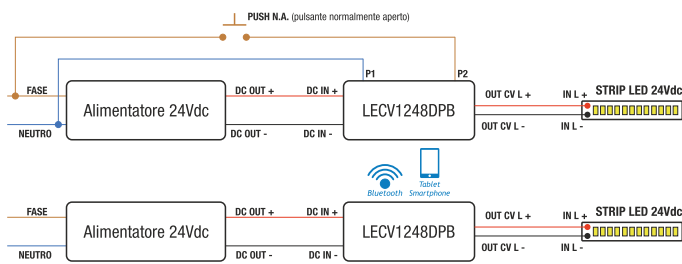 PUSH N.A. (pulsante normalmente aperto)
P1
P2
FASE
DC OUT +
DC IN +
OUT CV L +
IN L +
STRIP LED 24Vdc
Alimentatore 24Vdc
LECV1248DPB
NEUTRO
DC OUT -
DC IN -
OUT CV L -
IN L -
Bluetooth
Tablet
Smartphone
FASE
DC OUT +
DC IN +
OUT CV L +
IN L +
STRIP LED 24Vdc
Alimentatore 24Vdc
LECV1248DPB
NEUTRO
DC OUT -
DC IN -
OUT CV L -
IN L -